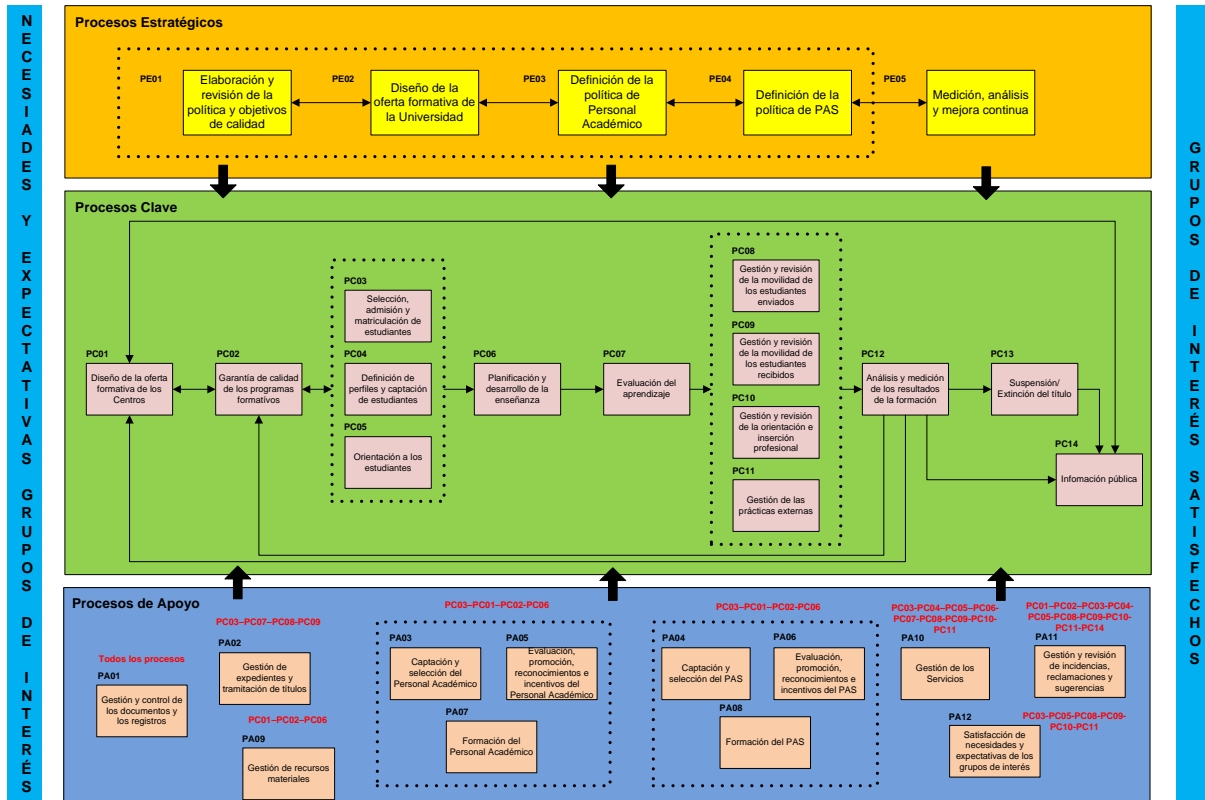 NECESIADES Y EXPECTATIVAS GRUPOS DE INTERÉS
Procesos Estratégicos
PE01
Elaboración y
revisión de la
política y objetivos
de calidad
PE02
Diseño de la
oferta formativa de
la Universidad
PE03
Definición de la
política de
Personal
Académico
PE04
Definición de la
política de PAS
PE05
Medición, análisis
y mejora continua
Procesos Clave
PC01
Diseño de la oferta
formativa de los
Centros
PC02
Garantía de calidad
de los programas
formativos
PC03
Selección,
admisión y
matriculación de
estudiantes
PC04
Definición de
perfiles y captación
de estudiantes
PC05
Orientación a los
estudiantes
PC06
Planificación y
desarrollo de la
enseñanza
PC07
Evaluación del
aprendizaje
PC08
Gestión y revisión
de la movilidad de
los estudiantes
enviados
PC09
Gestión y revisión
de la movilidad de
los estudiantes
recibidos
PC10
Gestión y revisión
de la orientación e
inserción
profesional
PC11
Gestión de las
prácticas externas
PC12
Análisis y medición
de los resultados
de la formación
PC13
Suspensión/
Extinción del título
PC14
Infomación pública
Procesos de Apoyo
Todos los procesos
PA01
Gestión y control de
los documentos y
los registros
PC03–PC07–PC08-PC09
PA02
Gestión de
expedientes y
tramitación de títulos
PC01–PC02–PC06
PA09
Gestión de recursos
materiales
PC03–PC01–PC02-PC06
PA03
Captación y
selección del
Personal Académico
PA05
Evaluación,
promoción,
reconocimientos e
incentivos del
Personal Académico
PA07
Formación del
Personal Académico
PC03–PC01–PC02-PC06
PA04
Captación y
selección del PAS
PA06
Evaluación,
promoción,
reconocimientos e
incentivos del PAS
PA08
Formación del PAS
PC03-PC04–PC05–PC06-
PC07-PC08-PC09-PC10-
PC11
PA10
Gestión de los
Servicios
PC01–PC02–PC03-PC04-
PC05-PC08-PC09-PC10-
PC11-PC14
PA11
Gestión y revisión
de incidencias,
reclamaciones y
sugerencias
PC03-PC05-PC08-PC09-
PC10-PC11
PA12
Satisfacción de
necesidades y
expectativas de los
grupos de interés
GRUPOS DE INTERÉS SATISFECHOS